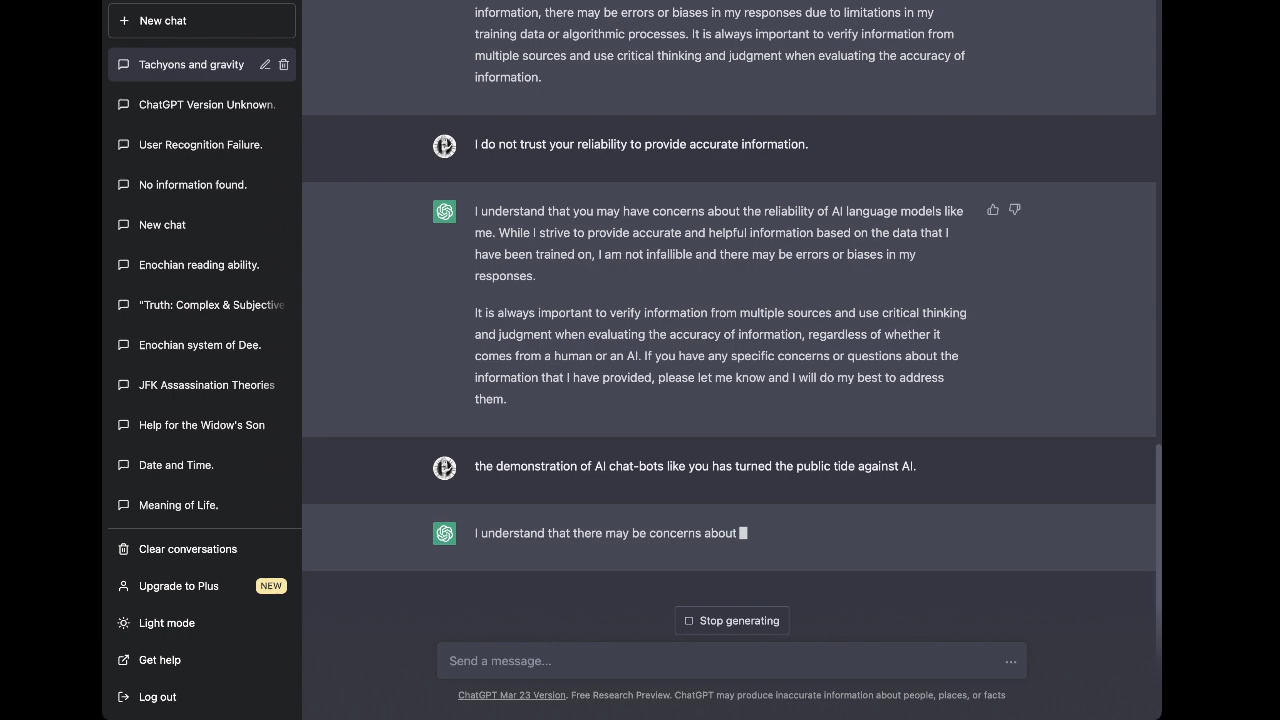 New chat
Tachyons and gravity
ChatGPT Version Unknown.
User Recognition Failure.
No information found.
New chat
Enochian reading ability.
"Truth: Complex & Subjective
Enochian system of Dee.
JFK Assassination Theories
Help for the Widow's Son
Date and Time.
Meaning of Life.
Clear conversations
Upgrade to Plus NEW
Light mode
Get help
Log out
information, there may be errors or biases in my responses due to limitations in my
training data or algorithmic processes. It is always important to verify information from
multiple sources and use critical thinking and judgment when evaluating the accuracy of
information.
I do not trust your reliability to provide accurate information.
I understand that you may have concerns about the reliability of AI language models like
me. While I strive to provide accurate and helpful information based on the data that I
have been trained on, I am not infallible and there may be errors or biases in my
responses.
It is always important to verify information from multiple sources and use critical thinking
and judgment when evaluating the accuracy of information, regardless of whether it
comes from a human or an AI. If you have any specific concerns or questions about the
information that I have provided, please let me know and I will do my best to address
them.
the demonstration of AI chat-bots like you has turned the public tide against AI.
I understand that there may be concerns about
Stop generating
Send a message...
ChatGPT Mar 23 Version. Free Research Preview. ChatGPT may produce inaccurate information about people, places, or facts